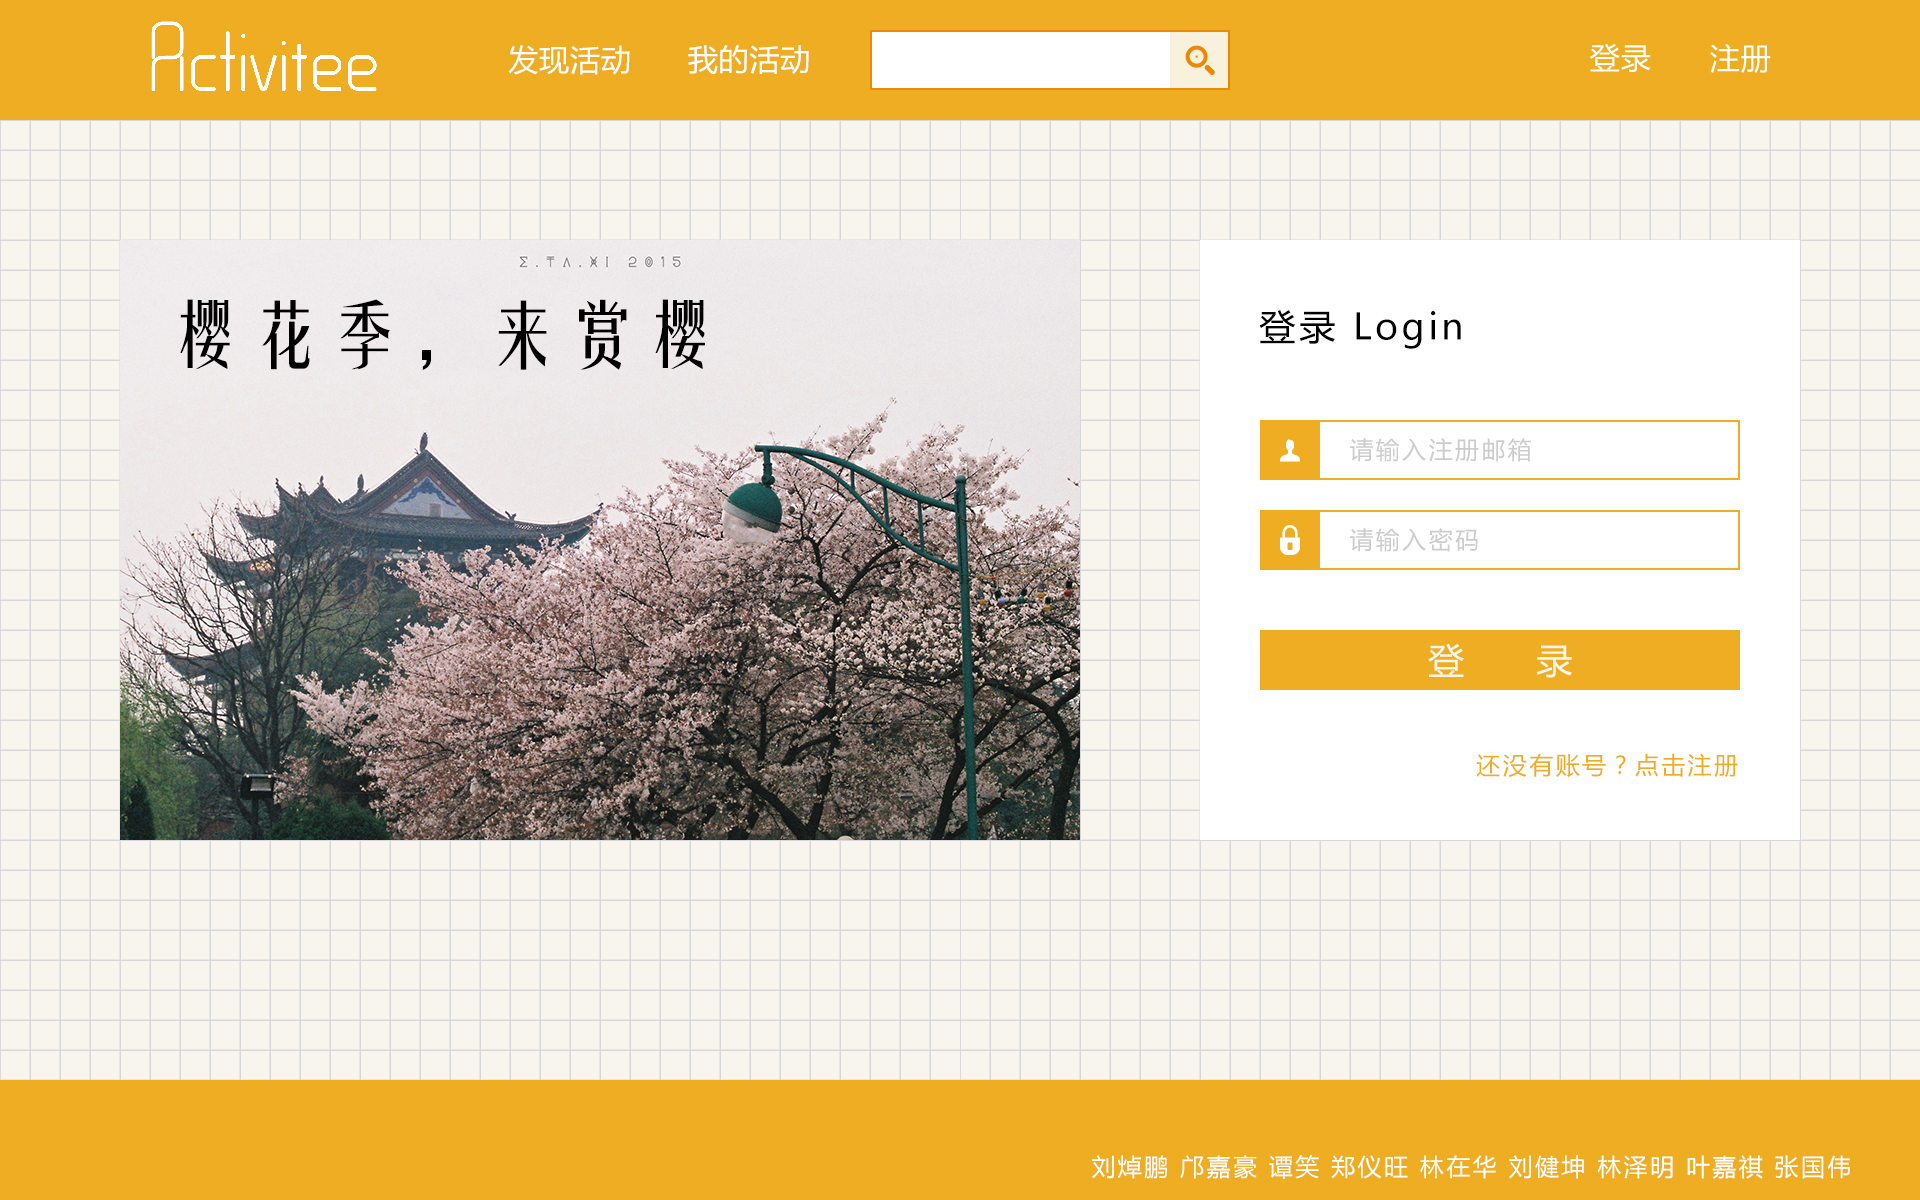 Activitee
发现活动
我的活动
登录
注册
Σ.TΛ.XI 2015
樱花季，来赏樱
登录 Login
请输入注册邮箱
请输入密码
登 录
还没有账号？点击注册
刘焯鹏 邝嘉豪 谭笑 郑仪旺 林在华 刘健坤 林泽明 叶嘉祺 张国伟